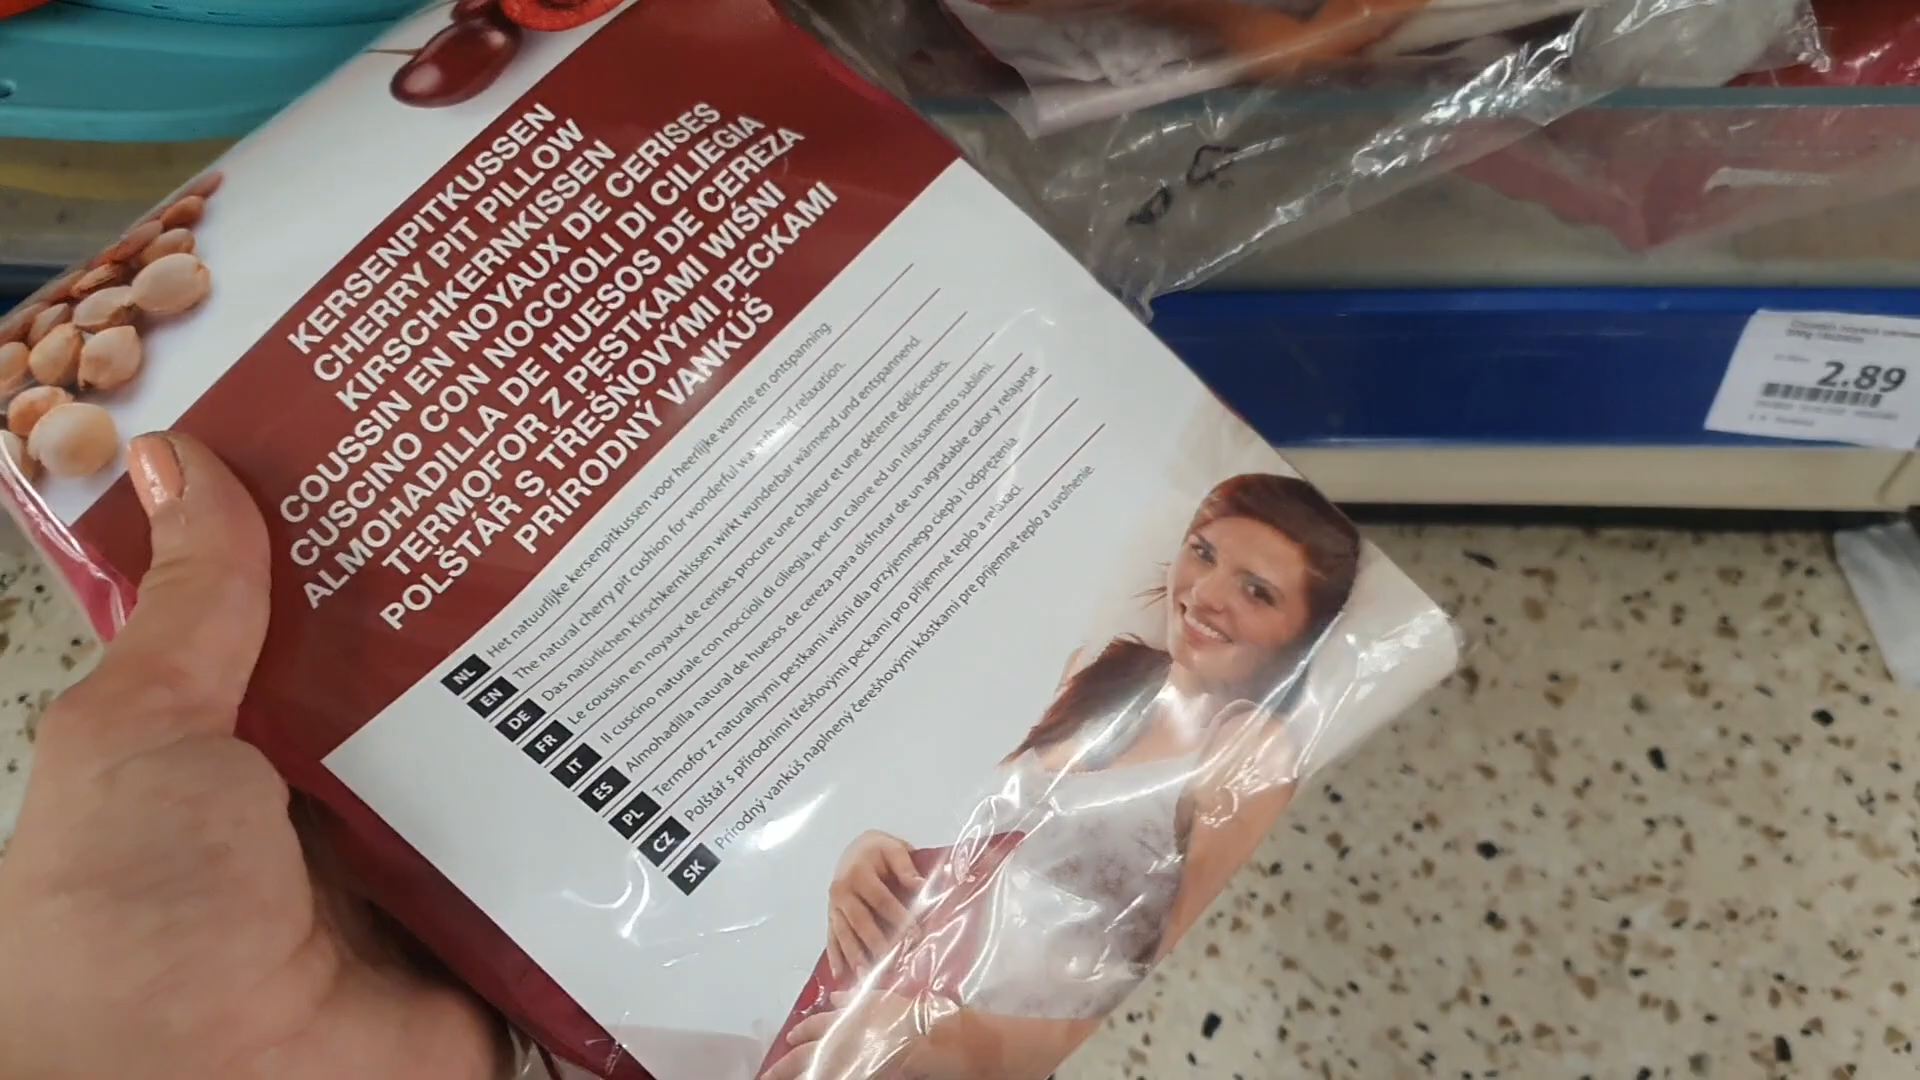 KERSENPITKUSSEN
CHERRY PIT PILLOW
KIRSCHKERNKISSEN
COUSSIN EN NOYAUX DE CERISES
CUSCINO CON NOCCIOLI DI CILIEGIA
ALMOHADILLA DE HUESOS DE CEREZA
TERMOFOR Z PESTKAMI WIŚNI
POLŠTÁŘ S TŘEŠŇOVÝMI PECKAMI
PRÍRODNÝ VANKÚŠ
NL Het natuurlijke kersenpitkussen voor heerlijke warmte en ontspanning.
EN The natural cherry pit cushion for wonderful warmth and relaxation.
DE Das natürlichen Kirschkernkissen wirkt wunderbar wärmend und entspannend.
FR Le coussin en noyaux de cerises procure une chaleur et une détente délicieuses.
IT Il cuscino naturale con noccioli di ciliegia, per un calore ed un rilassamento sublimi.
ES Almohadilla natural de huesos de cereza para disfrutar de un agradable calor y relajarse.
PL Termofor z naturalnymi pestkami wiśni dla przyjemnego ciepła i odprężenia.
CZ Polštář s přírodními třešňovými peckami pro příjemné teplo a relaxaci.
SK Prírodný vankúš naplnený čerešňovými kôstkami pre príjemné teplo a uvoľnenie.
2.89